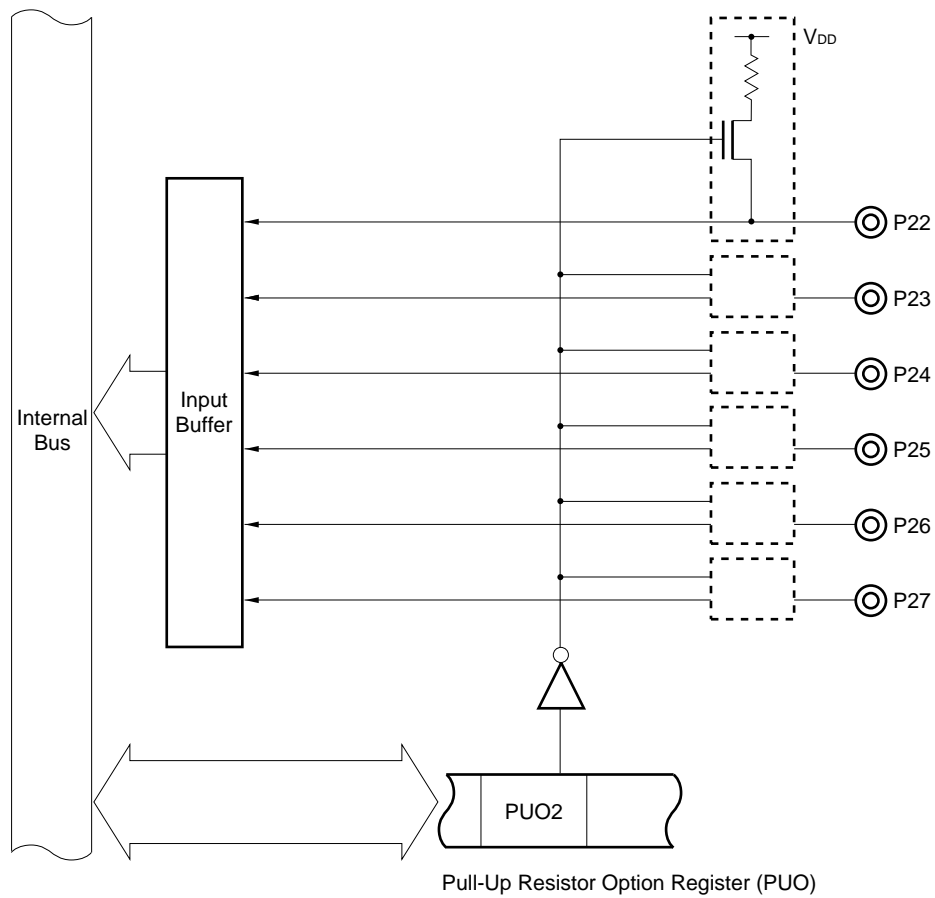 VDD
P22
P23
P24
P25
P26
P27
Internal
Bus
Input
Buffer
PUO2
Pull-Up Resistor Option Register (PUO)